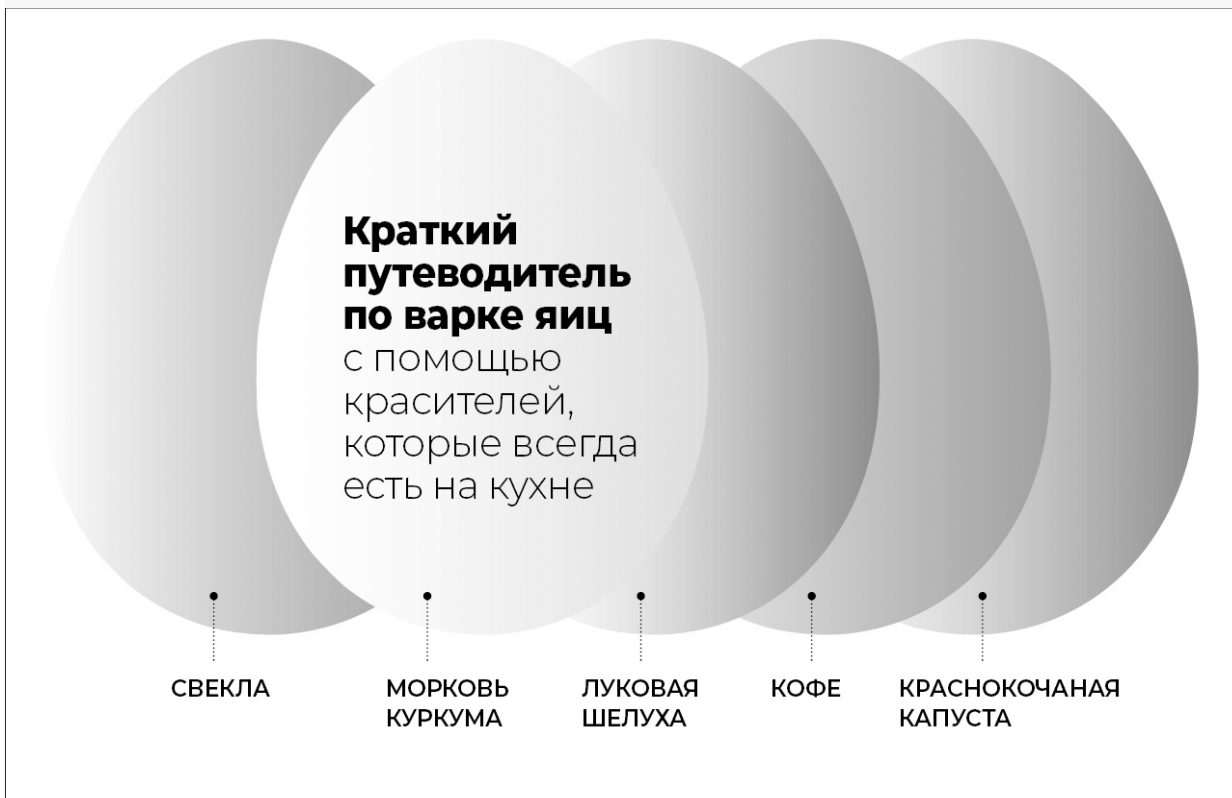 Краткий
путеводитель
по варке яиц
с помощью
красителей,
которые всегда
есть на кухне
СВЕКЛА
МОРКОВЬ
КУРКУМА
ЛУКОВАЯ
ШЕЛУХА
КОФЕ
КРАСНОКОЧАНАЯ
КАПУСТА